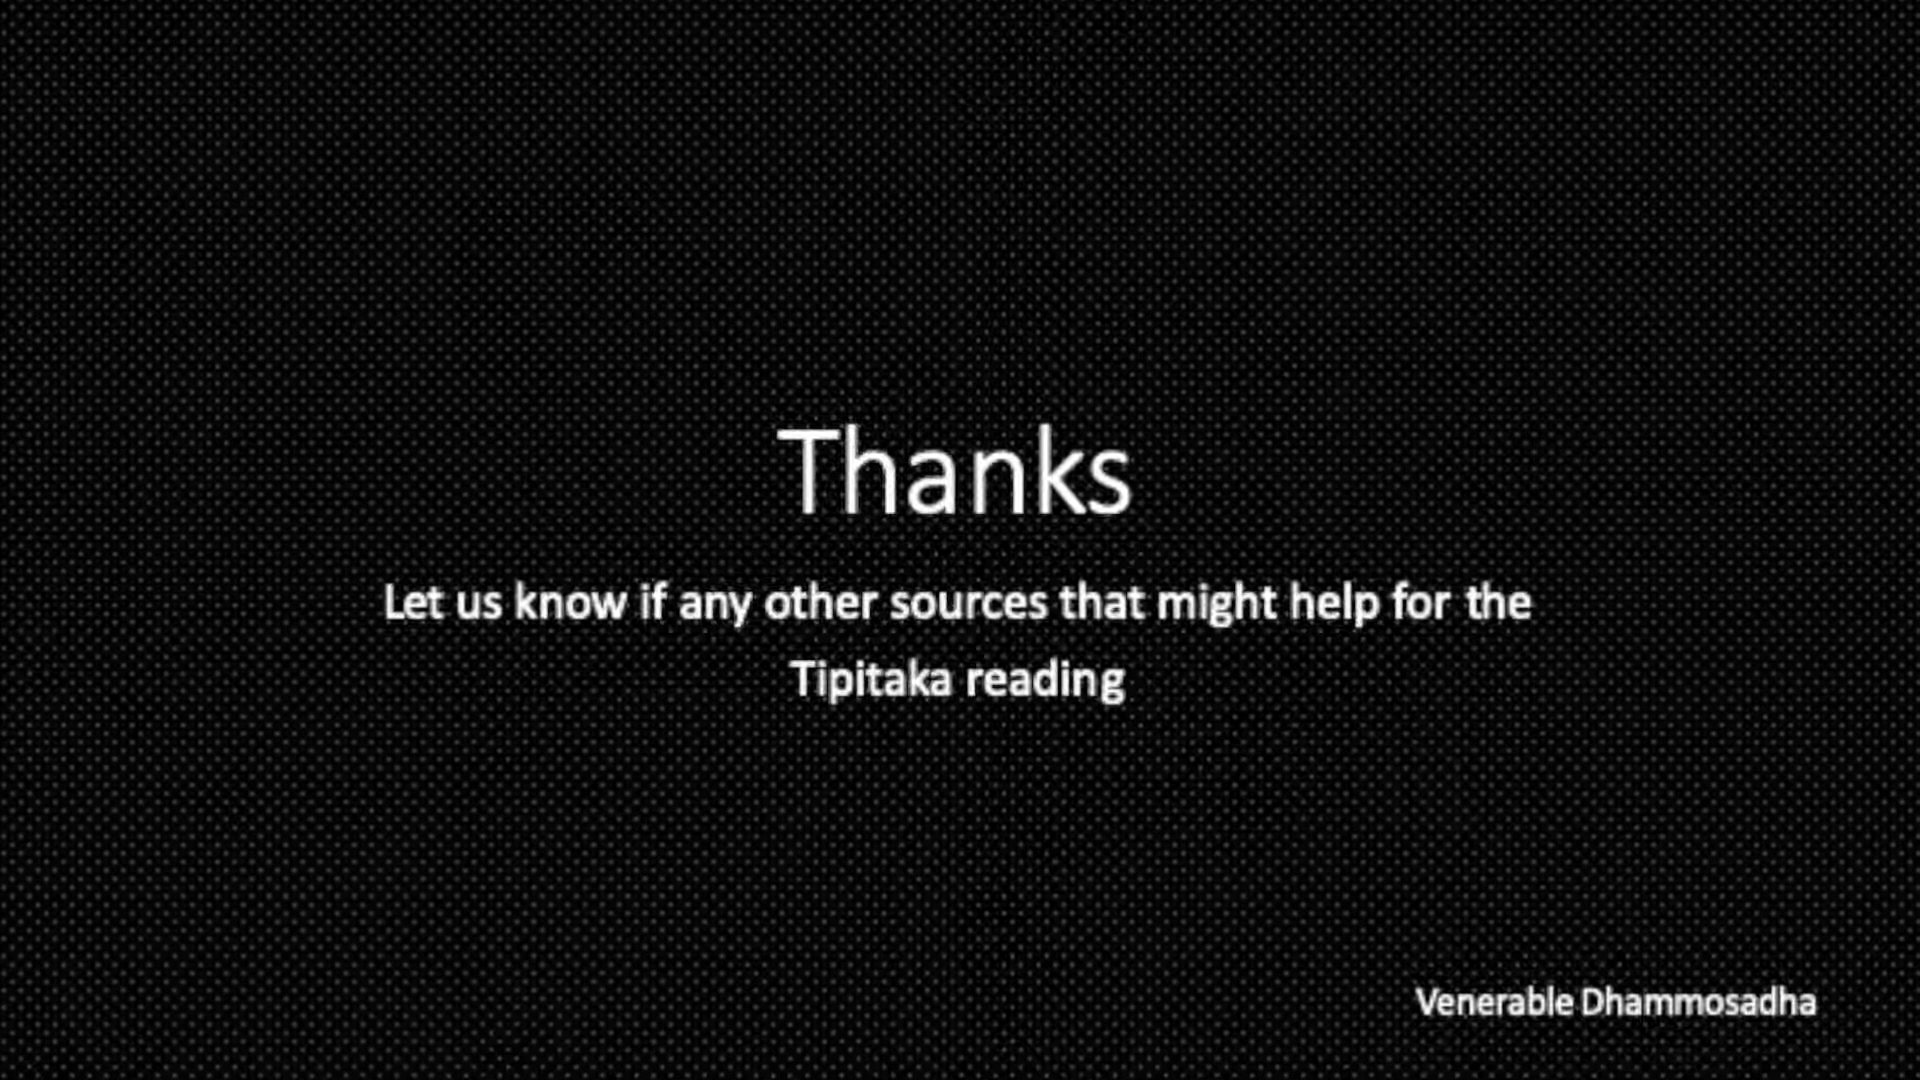 Thanks
Let us know if any other sources that might help for the
Tipitaka reading
Venerable Dhammosadha